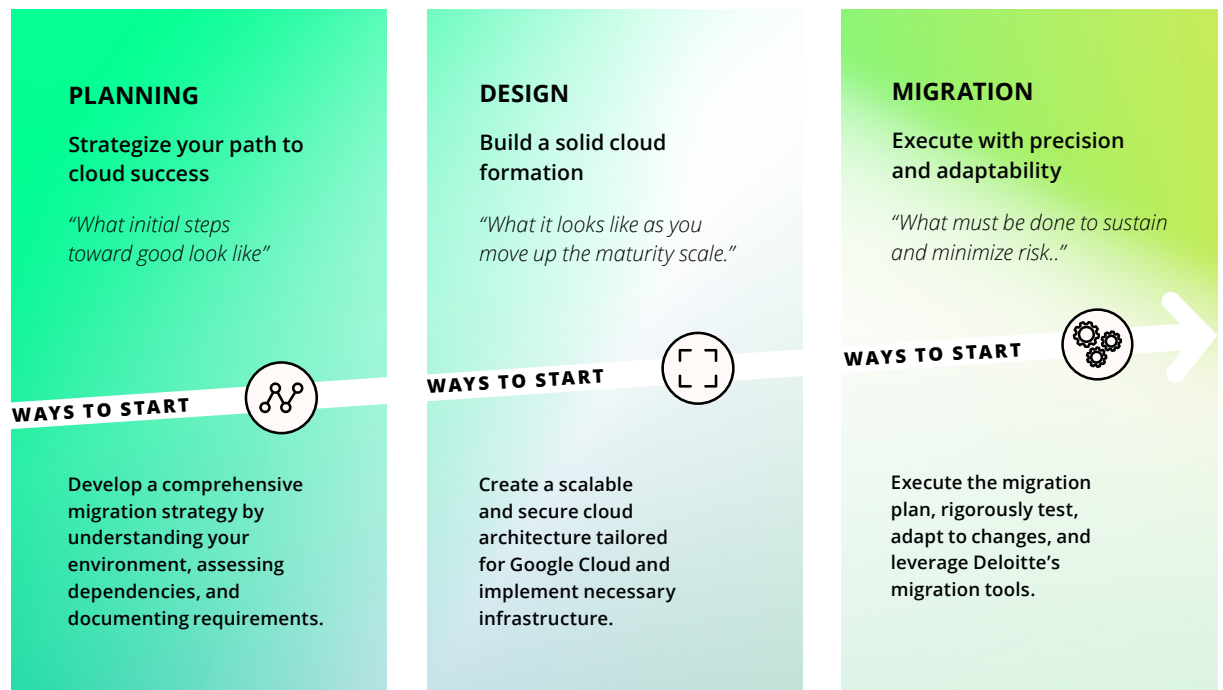 PLANNING
Strategize your path to
cloud success
“What initial steps
toward good look like”
WAYS TO START
Develop a comprehensive
migration strategy by
understanding your
environment, assessing
dependencies, and
documenting requirements.
DESIGN
Build a solid cloud
formation
“What it looks like as you
move up the maturity scale.”
WAYS TO START
Create a scalable
and secure cloud
architecture tailored
for Google Cloud and
implement necessary
infrastructure.
MIGRATION
Execute with precision
and adaptability
“What must be done to sustain
and minimize risk..”
WAYS TO START
Execute the migration
plan, rigorously test,
adapt to changes, and
leverage Deloitte’s
migration tools.